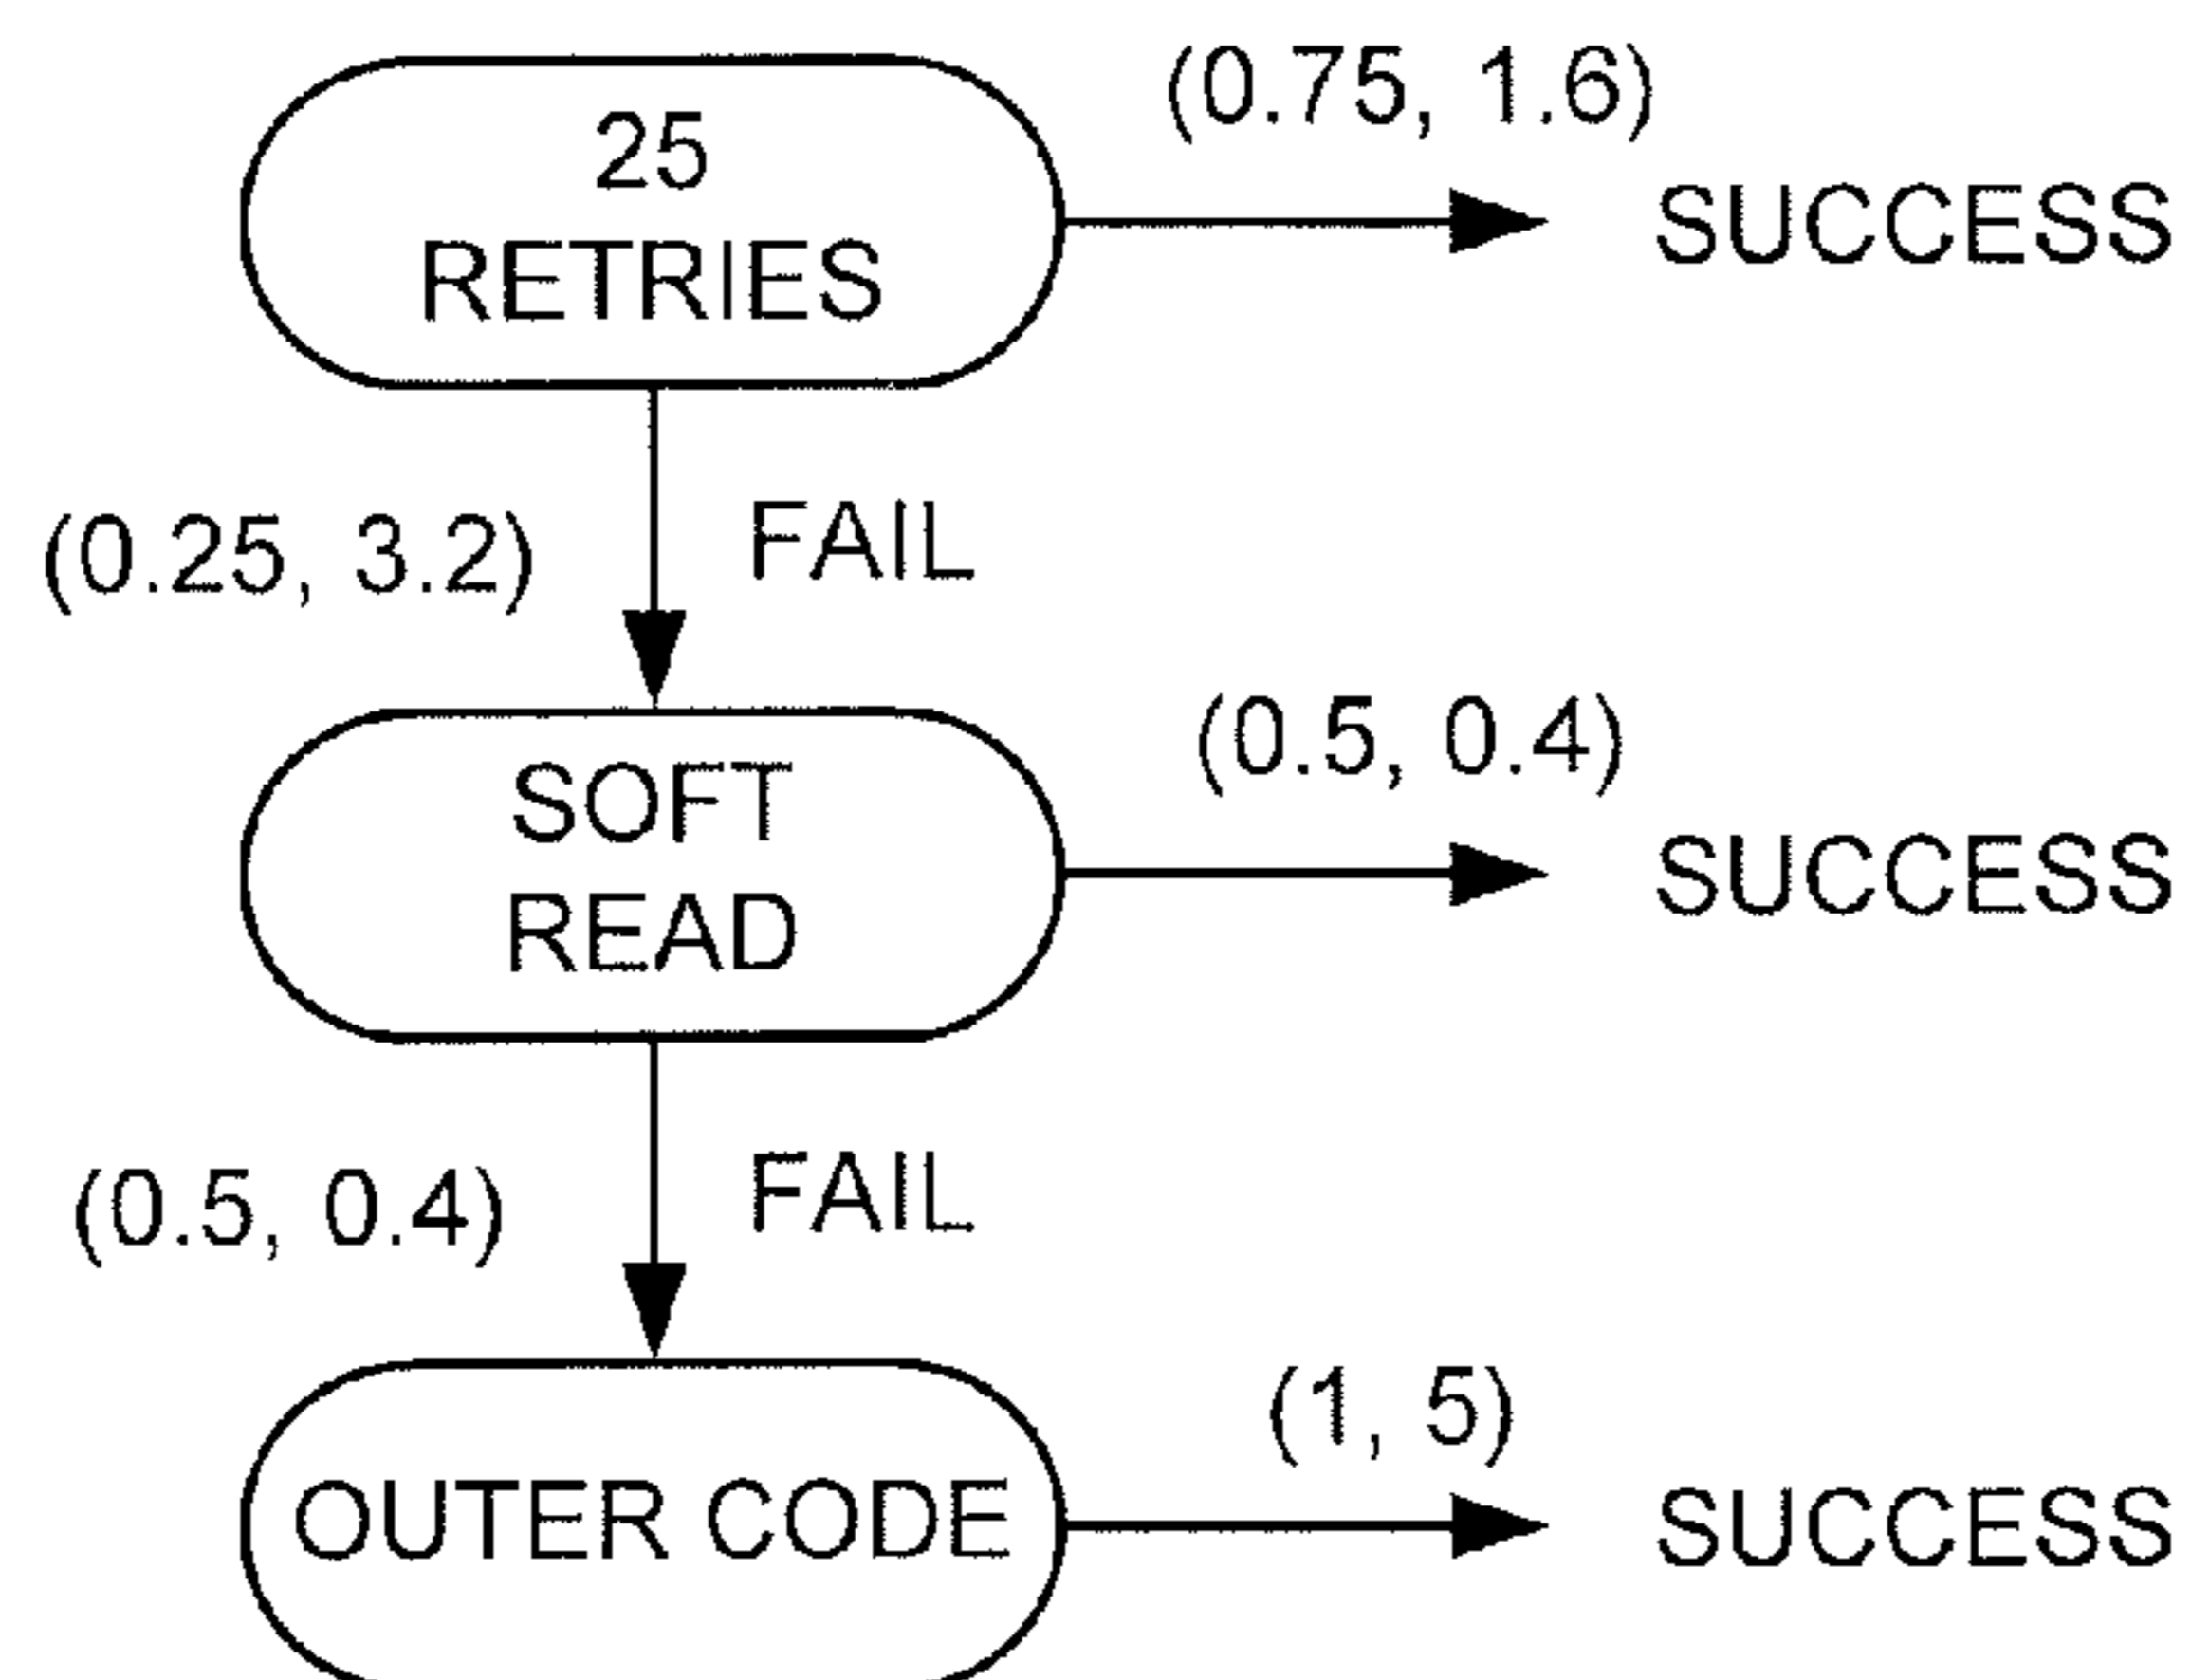 (0.75, 1.6)
25
RETRIES
SUCCESS
(0.25, 3.2)
FAIL
(0.5, 0.4)
SOFT
READ
SUCCESS
(0.5, 0.4)
FAIL
(1, 5)
OUTER CODE
SUCCESS